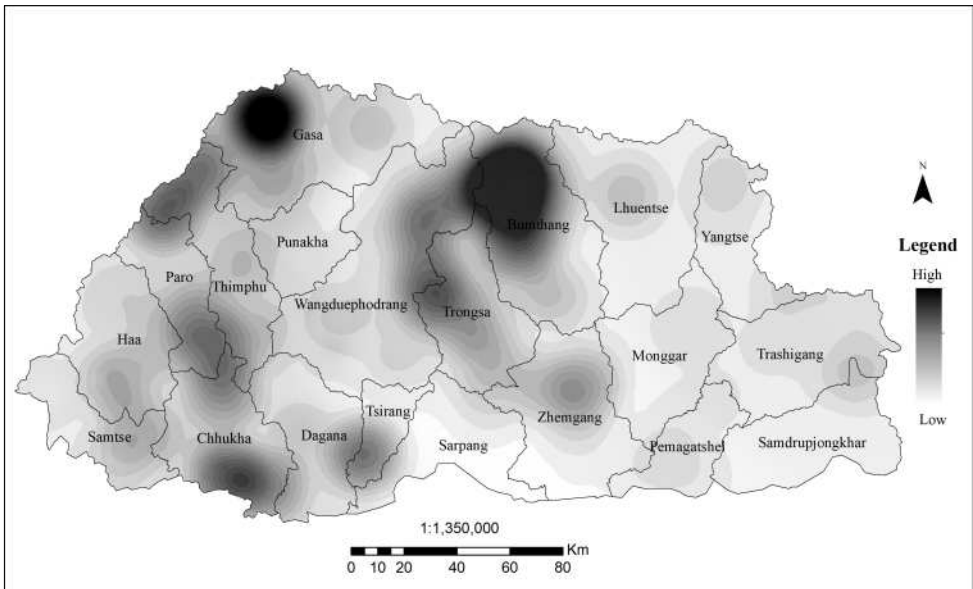 Gasa
N
Lhuentse
Bumthang
Yangtse
Punakha
Legend
High
Paro
Thimphu
Wangduephodrang
Trongsa
Haa
Monggar
Trashigang
Low
Tsirang
Zhemgang
Samtse
Chhukha
Dagana
Sarpang
Pemagatshel
Samdrupjongkhar
1:1,350,000
Km
0 10 20 40 60 80